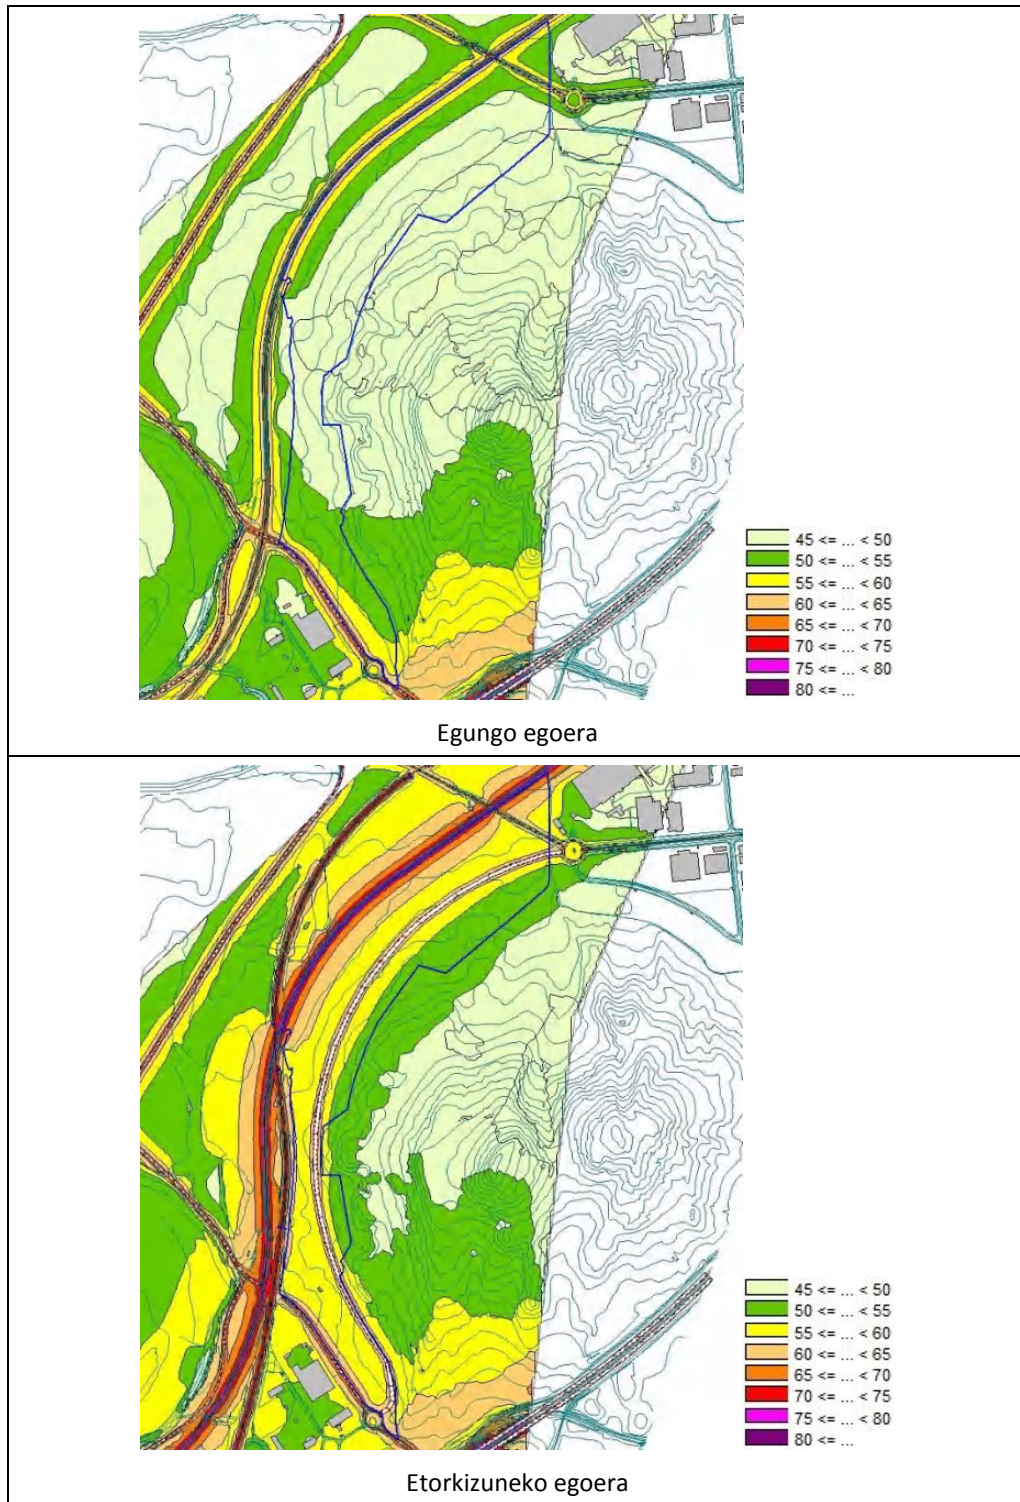 45 <= ... < 50
50 <= ... < 55
55 <= ... < 60
60 <= ... < 65
65 <= ... < 70
70 <= ... < 75
75 <= ... < 80
80 <= ...
Egungo egoera
45 <= ... < 50
50 <= ... < 55
55 <= ... < 60
60 <= ... < 65
65 <= ... < 70
70 <= ... < 75
75 <= ... < 80
80 <= ...
Etorkizuneko egoera